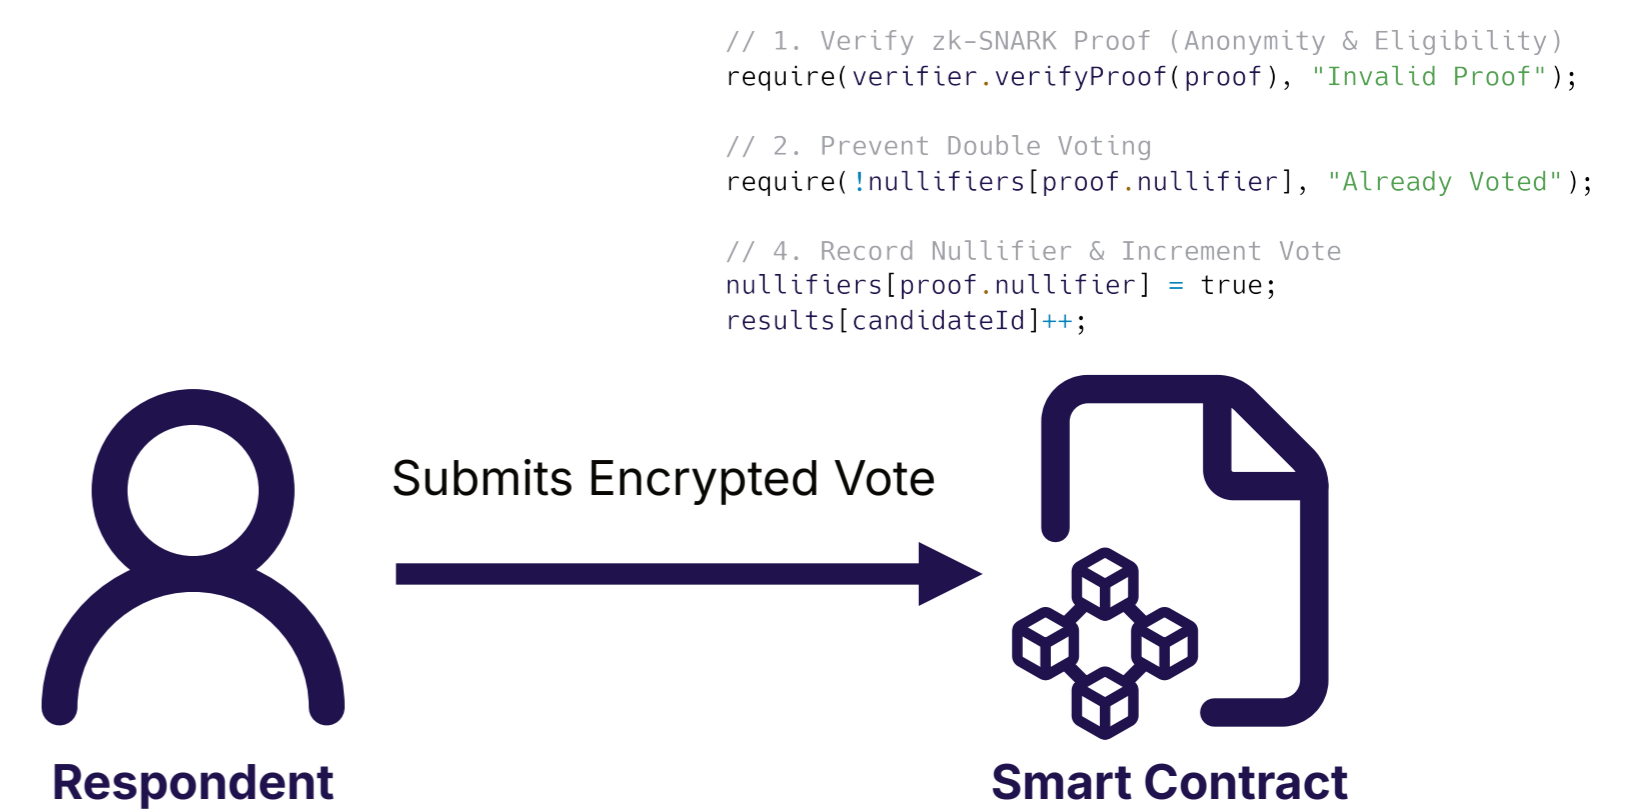 // 1. Verify zk-SNARK Proof (Anonymity & Eligibility)
require(verifier.verifyProof(proof), "Invalid Proof");
// 2. Prevent Double Voting
require(!nullifiers[proof.nullifier], "Already Voted");
// 4. Record Nullifier & Increment Vote
nullifiers[proof.nullifier] = true;
results[candidateId]++;
Submits Encrypted Vote
Respondent
Smart Contract